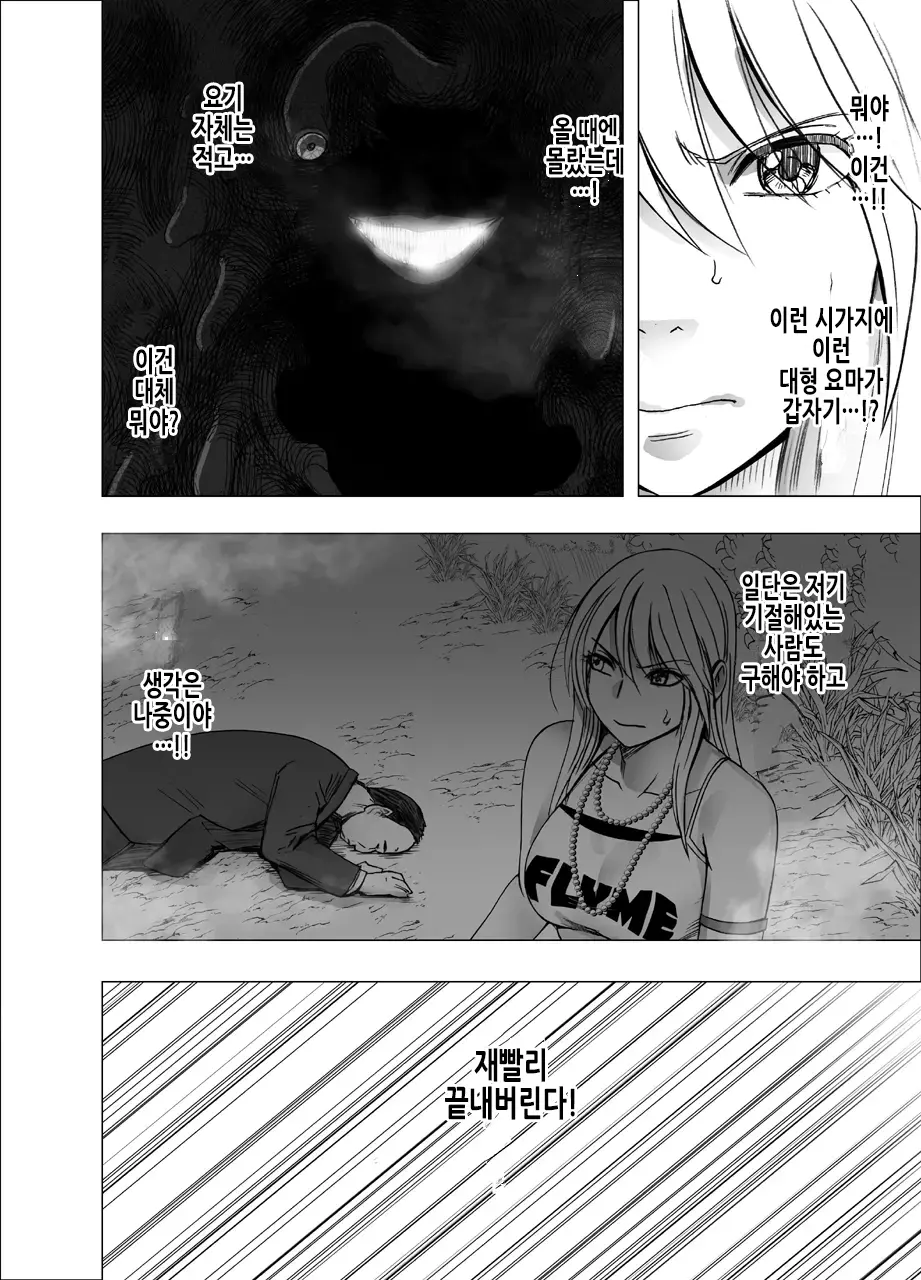 뭐야
…!
이건
…!!
이런 시가지에
이런
대형 요마가
갑자기…!?
올 때엔
몰랐는데
…!
요기
자체는
적고…
이건
대체
뭐야?
일단은 저기
기절해있는
사람도
구해야 하고
생각은
나중이야
…!!
FLYME
재빨리
끝내버린다!